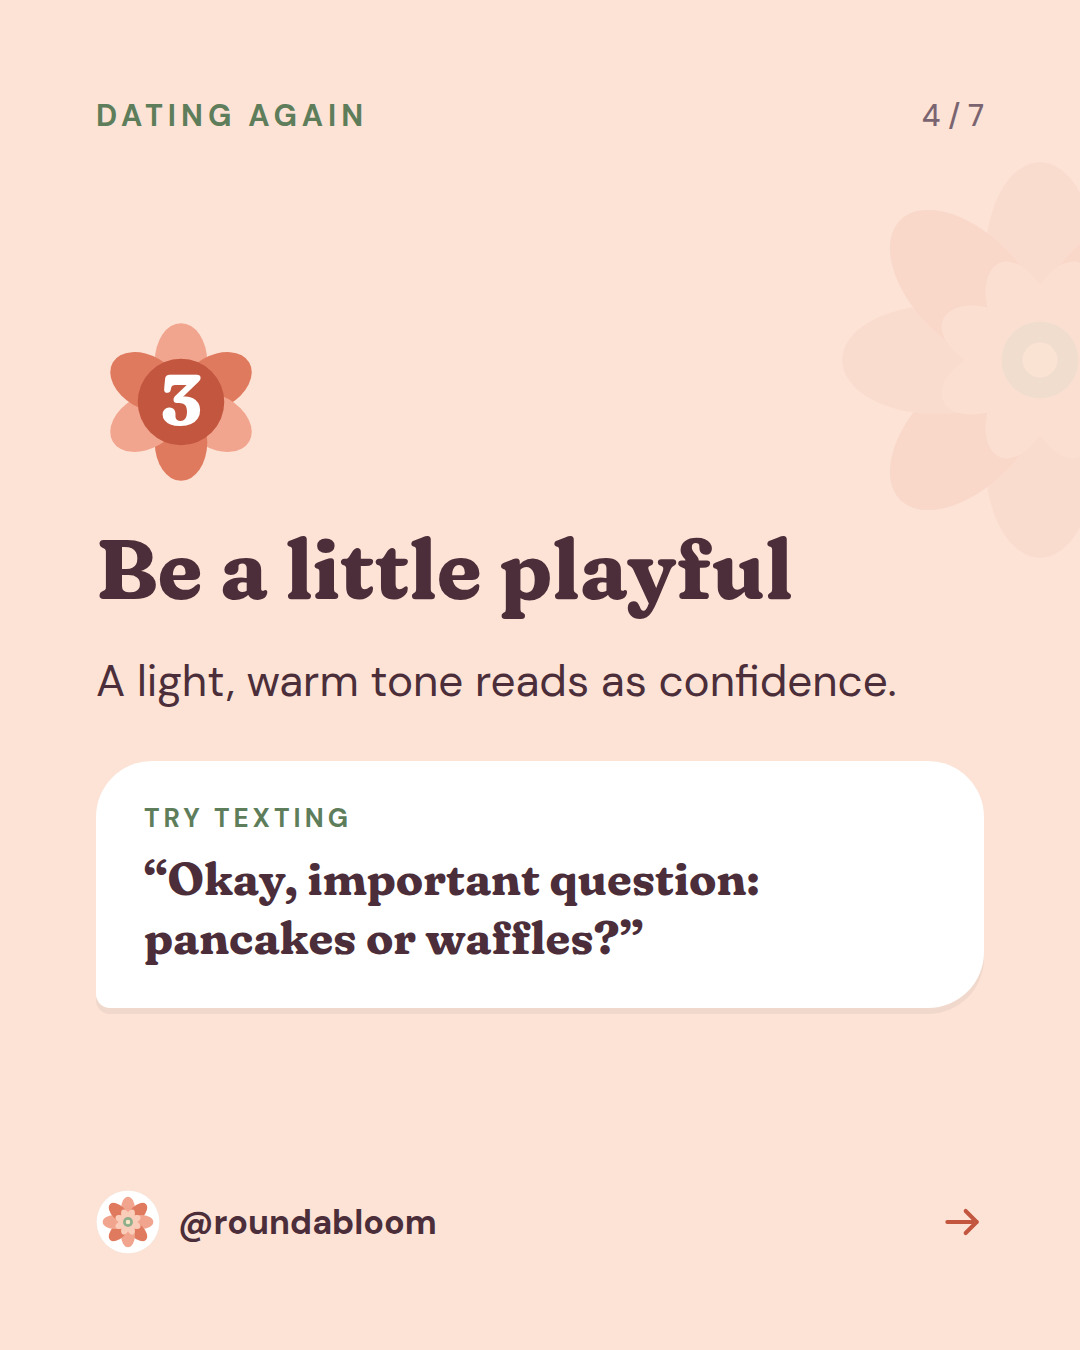 DATING AGAIN
4 / 7
3
Be a little playful
A light, warm tone reads as confidence.
TRY TEXTING
“Okay, important question:
pancakes or waffles?”
@roundabloom